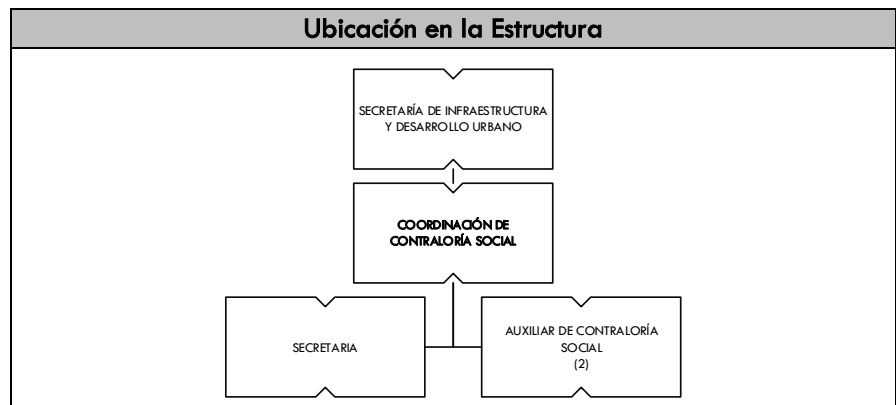 Ubicación en la Estructura
SECRETARÍA DE INFRAESTRUCTURA
Y DESARROLLO URBANO
COORDINACIÓN DE
CONTRALORÍA SOCIAL
SECRETARIA
AUXILIAR DE CONTRALORÍA
SOCIAL
(2)